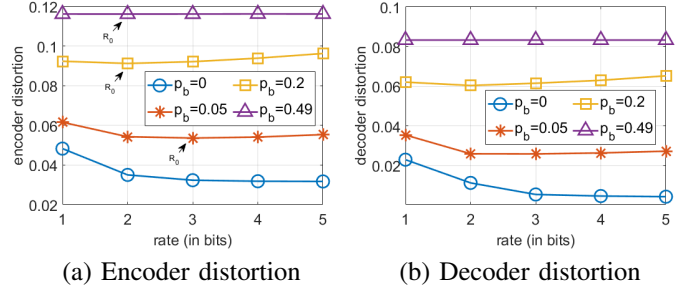 0.12
0.1
0.08
0.06
0.04
0.02
encoder distortion
R0
R0
R0
p_b=0
p_b=0.2
p_b=0.05
p_b=0.49
1 2 3 4 5
rate (in bits)
(a) Encoder distortion
0.1
0.08
0.06
0.04
0.02
decoder distortion
p_b=0
p_b=0.2
p_b=0.05
p_b=0.49
1 2 3 4 5
rate (in bits)
(b) Decoder distortion